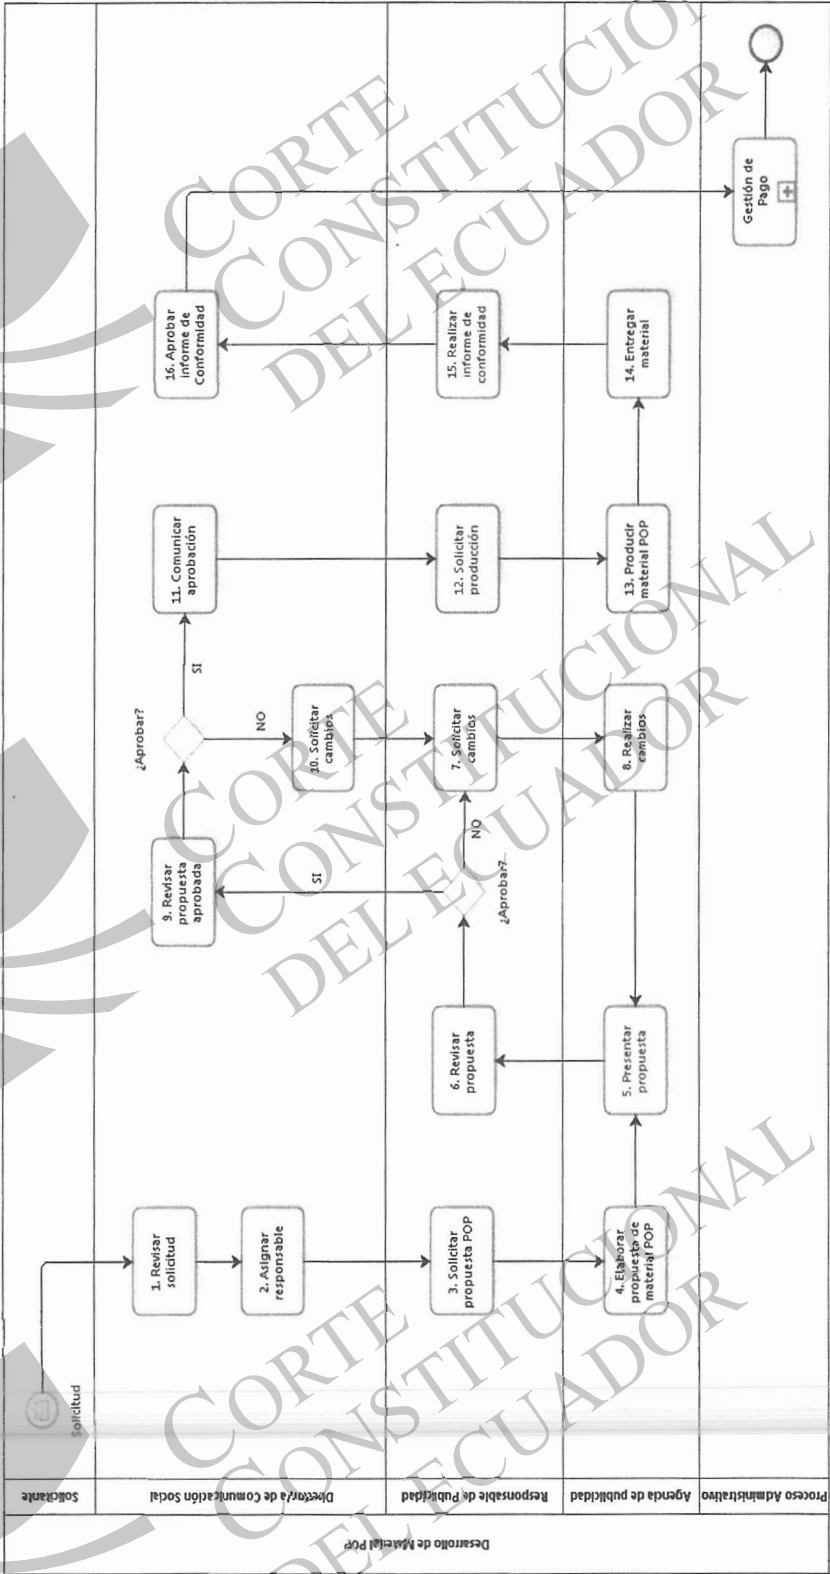 Desarrollo de Material POP
Solicitante
Director/a de Comunicación Social
Responsable de Publicidad
Agenda de publicidad
Proceso Administrativo
Solicitud
1. Revisar
solicitud
2. Asignar
responsable
3. Solicitar
propuesta POP
4. Elaborar
propuesta de
material POP
5. Presentar
propuesta
6. Revisar
propuesta
¿Aprobar?
SI
NO
7. Solicitar
cambios
8. Realizar
cambios
9. Revisar
propuesta
aprobada
¿Aprobar?
SI
NO
10. Solicitar
cambios
11. Comunicar
aprobación
12. Solicitar
producción
13. Producir
material POP
14. Entregar
material
15. Realizar
informe de
conformidad
16. Aprobar
informe de
Conformidad
Gestión de
Pago
CORTE
CONSTITUCIONAL
DEL ECUADOR
CORTE
CONSTITUCIONAL
DEL ECUADOR
CORTE
CONSTITUCIONAL
DEL ECUADOR